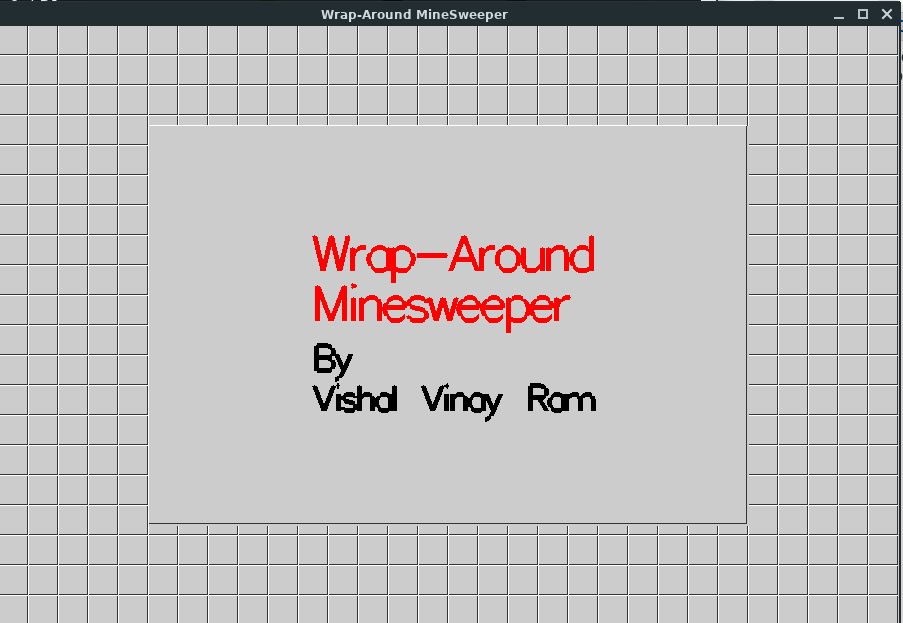 Wrap-Around MineSweeper
Wrap-Around
Minesweeper
By
Vishal Vinay Ram